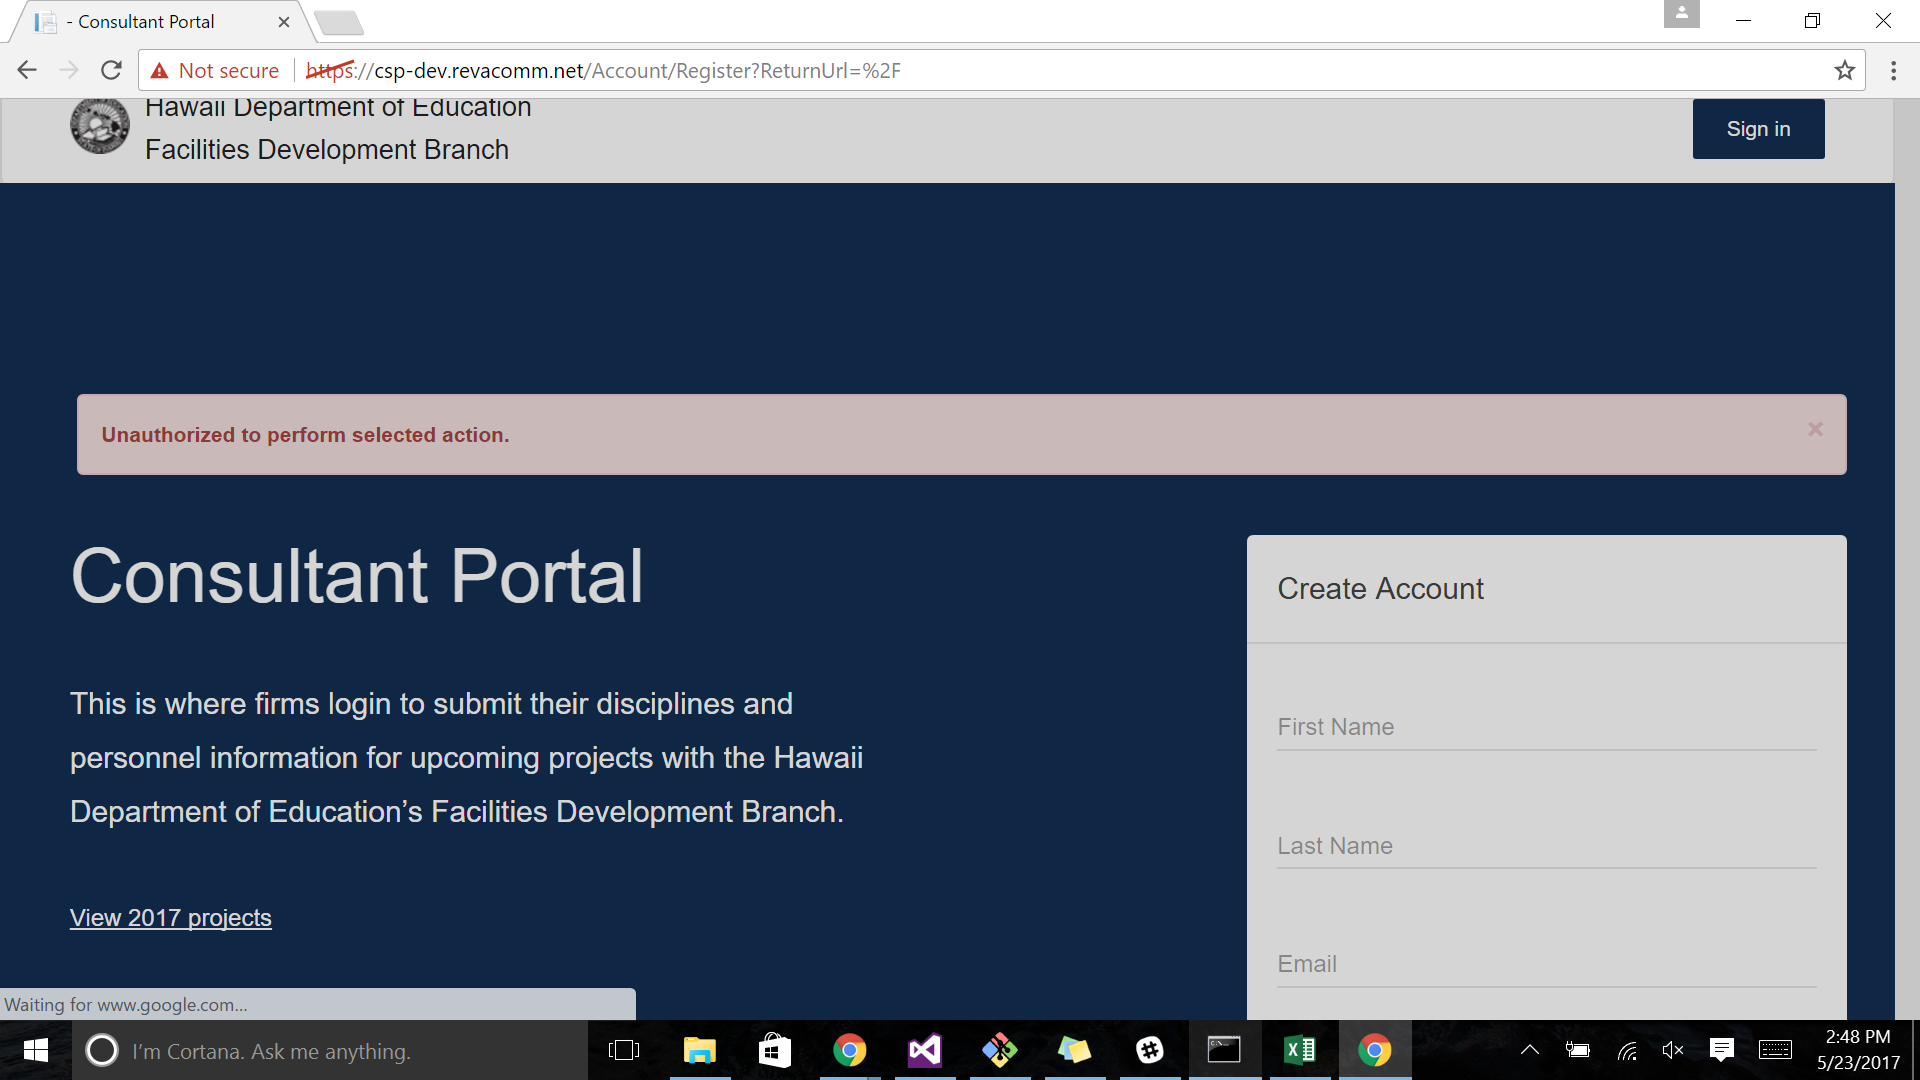 - Consultant Portal
Not secure https://csp-dev.revacomm.net/Account/Register?ReturnUrl=%2F
Hawaii Department of Education
Facilities Development Branch
Sign in
Unauthorized to perform selected action.
×
Consultant Portal
Create Account
This is where firms login to submit their disciplines and
personnel information for upcoming projects with the Hawaii
Department of Education’s Facilities Development Branch.
First Name
Last Name
View 2017 projects
Email
Waiting for www.google.com...
I'm Cortana. Ask me anything.
2:48 PM
5/23/2017